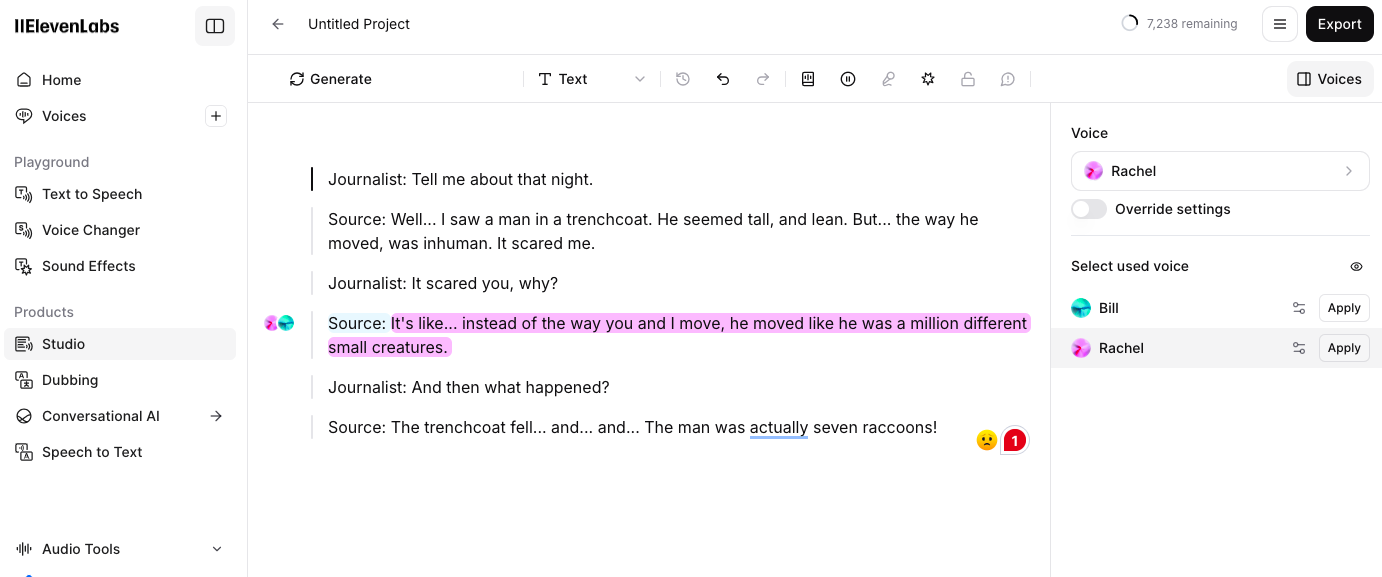 IIElevenLabs
Untitled Project
7,238 remaining
Export
Home
Voices
Playground
Text to Speech
Voice Changer
Sound Effects
Products
Studio
Dubbing
Conversational AI
Speech to Text
Audio Tools
Generate
Text
Voices
Journalist: Tell me about that night.
Source: Well... I saw a man in a trenchcoat. He seemed tall, and lean. But... the way he
moved, was inhuman. It scared me.
Journalist: It scared you, why?
Source: It's like... instead of the way you and I move, he moved like he was a million different
small creatures.
Journalist: And then what happened?
Source: The trenchcoat fell... and... and... The man was actually seven raccoons!
1
Voice
Rachel
Override settings
Select used voice
Bill
Apply
Rachel
Apply